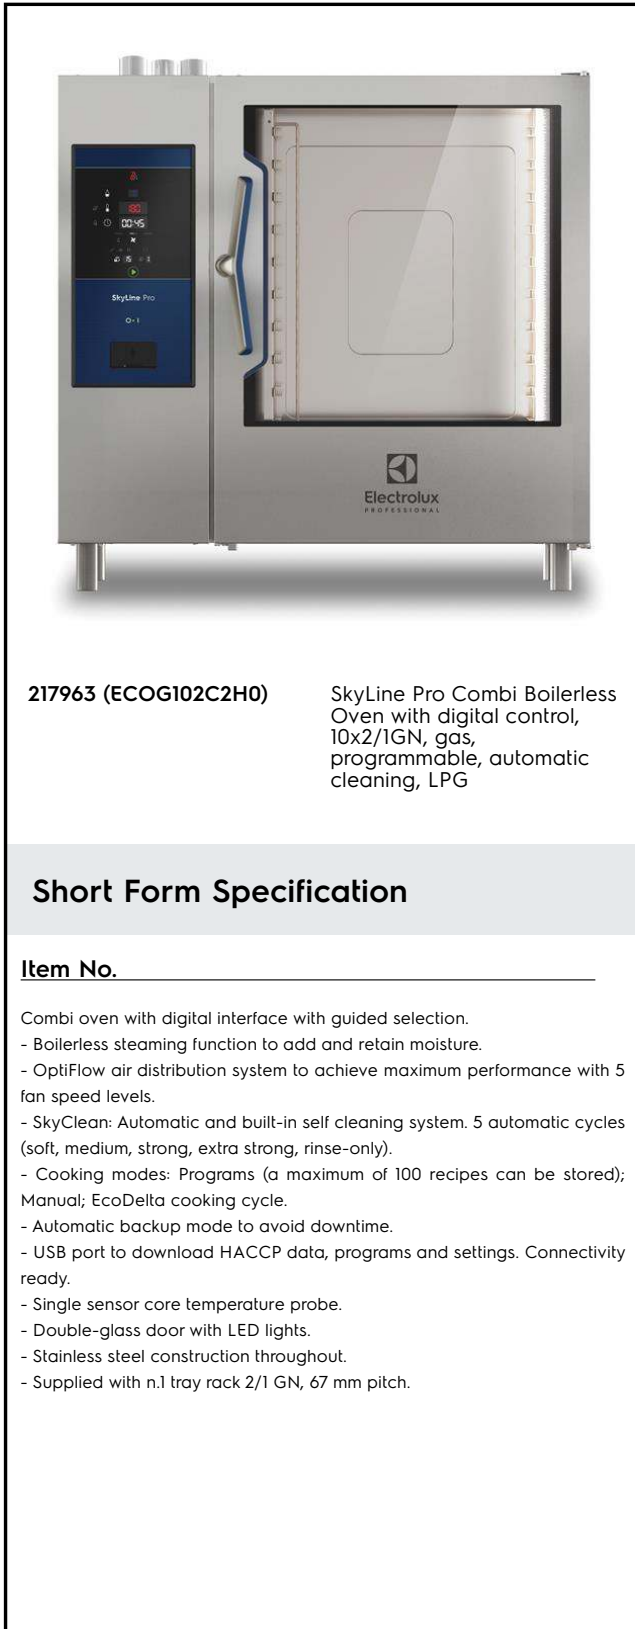 180
00:45
15
SkyLine Pro
O - I
Electrolux
PROFESSIONAL
217963 (ECOG102C2H0)
SkyLine Pro Combi Boilerless
Oven with digital control,
10x2/1GN, gas,
programmable, automatic
cleaning, LPG
Short Form Specification
Item No.
Combi oven with digital interface with guided selection.
- Boilerless steaming function to add and retain moisture.
- OptiFlow air distribution system to achieve maximum performance with 5
fan speed levels.
- SkyClean: Automatic and built-in self cleaning system. 5 automatic cycles
(soft, medium, strong, extra strong, rinse-only).
- Cooking modes: Programs (a maximum of 100 recipes can be stored);
Manual; EcoDelta cooking cycle.
- Automatic backup mode to avoid downtime.
- USB port to download HACCP data, programs and settings. Connectivity
ready.
- Single sensor core temperature probe.
- Double-glass door with LED lights.
- Stainless steel construction throughout.
- Supplied with n.1 tray rack 2/1 GN, 67 mm pitch.